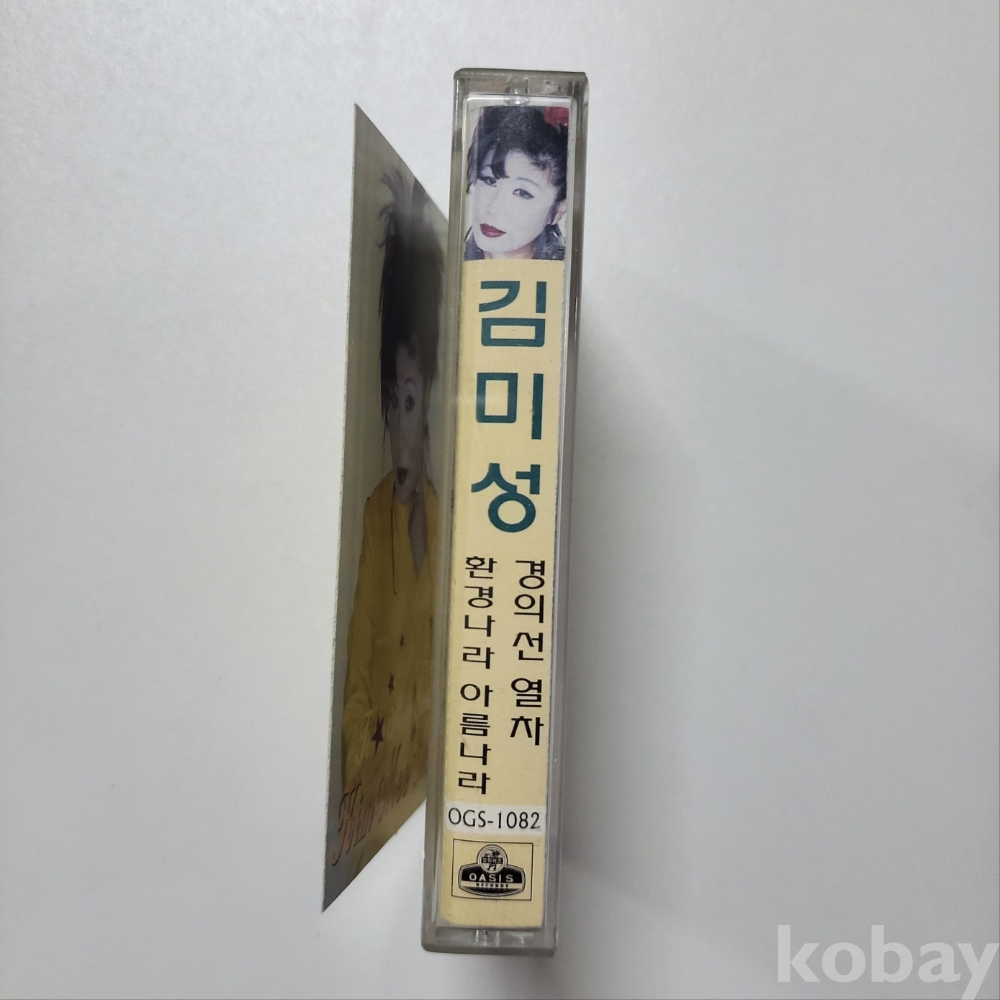 김미성
경의선 열차
환경나라 아름나라
OGS-1082
OASIS
RECORDS
kobay